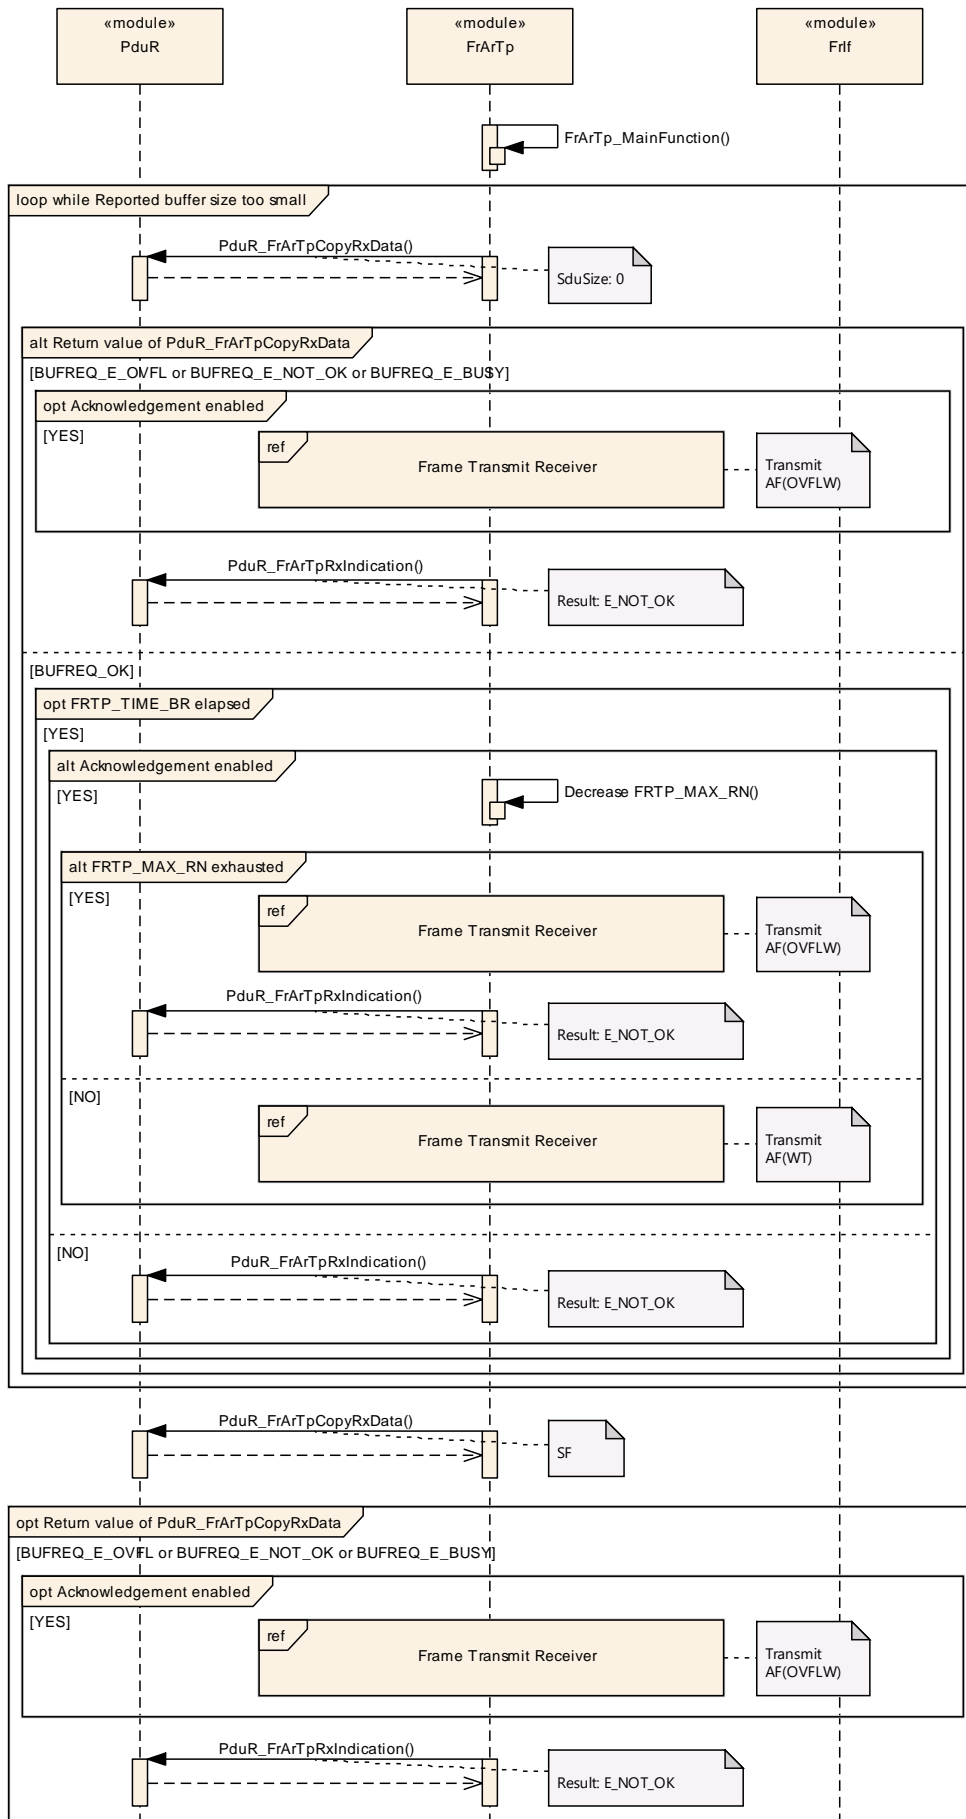 «module»
PduR
«module»
FrArTp
«module»
FrIf
FrArTp_MainFunction()
loop while Reported buffer size too small
PduR_FrArTpCopyRxData()
SduSize: 0
alt Return value of PduR_FrArTpCopyRxData
[BUFREQ_E_OVFL or BUFREQ_E_NOT_OK or BUFREQ_E_BUSY]
opt Acknowledgement enabled
[YES]
ref
Frame Transmit Receiver
Transmit
AF(OVFLW)
PduR_FrArTpRxIndication()
Result: E_NOT_OK
[BUFREQ_OK]
opt FRTP_TIME_BR elapsed
[YES]
alt Acknowledgement enabled
[YES]
Decrease FRTP_MAX_RN()
alt FRTP_MAX_RN exhausted
[YES]
ref
Frame Transmit Receiver
Transmit
AF(OVFLW)
PduR_FrArTpRxIndication()
Result: E_NOT_OK
[NO]
ref
Frame Transmit Receiver
Transmit
AF(WT)
[NO]
PduR_FrArTpRxIndication()
Result: E_NOT_OK
PduR_FrArTpCopyRxData()
SF
opt Return value of PduR_FrArTpCopyRxData
[BUFREQ_E_OVFL or BUFREQ_E_NOT_OK or BUFREQ_E_BUSY]
opt Acknowledgement enabled
[YES]
ref
Frame Transmit Receiver
Transmit
AF(OVFLW)
PduR_FrArTpRxIndication()
Result: E_NOT_OK